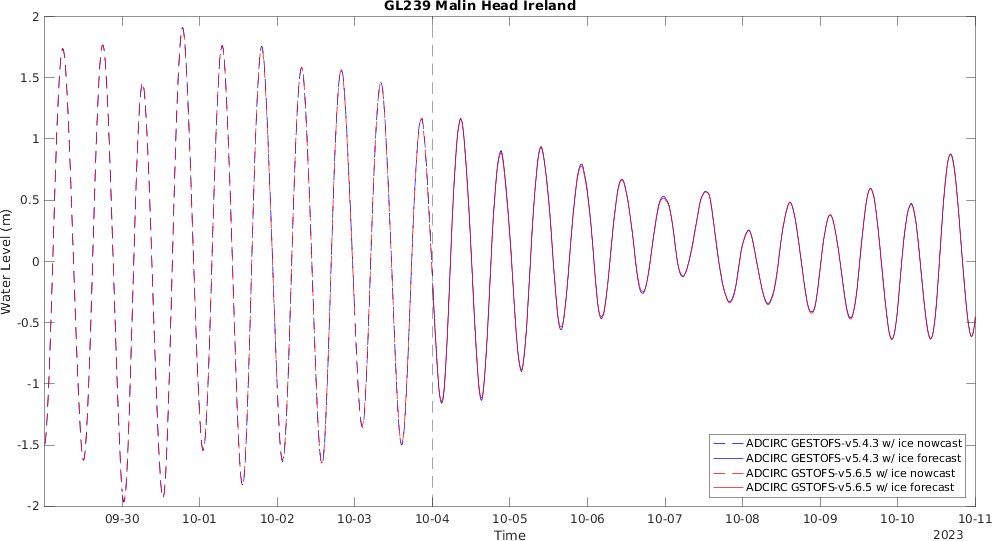 GL239 Malin Head Ireland
2
1.5
1
0.5
0
-0.5
-1
-1.5
-2
Water Level (m)
ADCIRC GESTOFS-v5.4.3 w/ ice nowcast
ADCIRC GESTOFS-v5.4.3 w/ ice forecast
ADCIRC GSTOFS-v5.6.5 w/ ice nowcast
ADCIRC GSTOFS-v5.6.5 w/ ice forecast
09-30 10-01 10-02 10-03 10-04 10-05 10-06 10-07 10-08 10-09 10-10 10-11
Time
2023